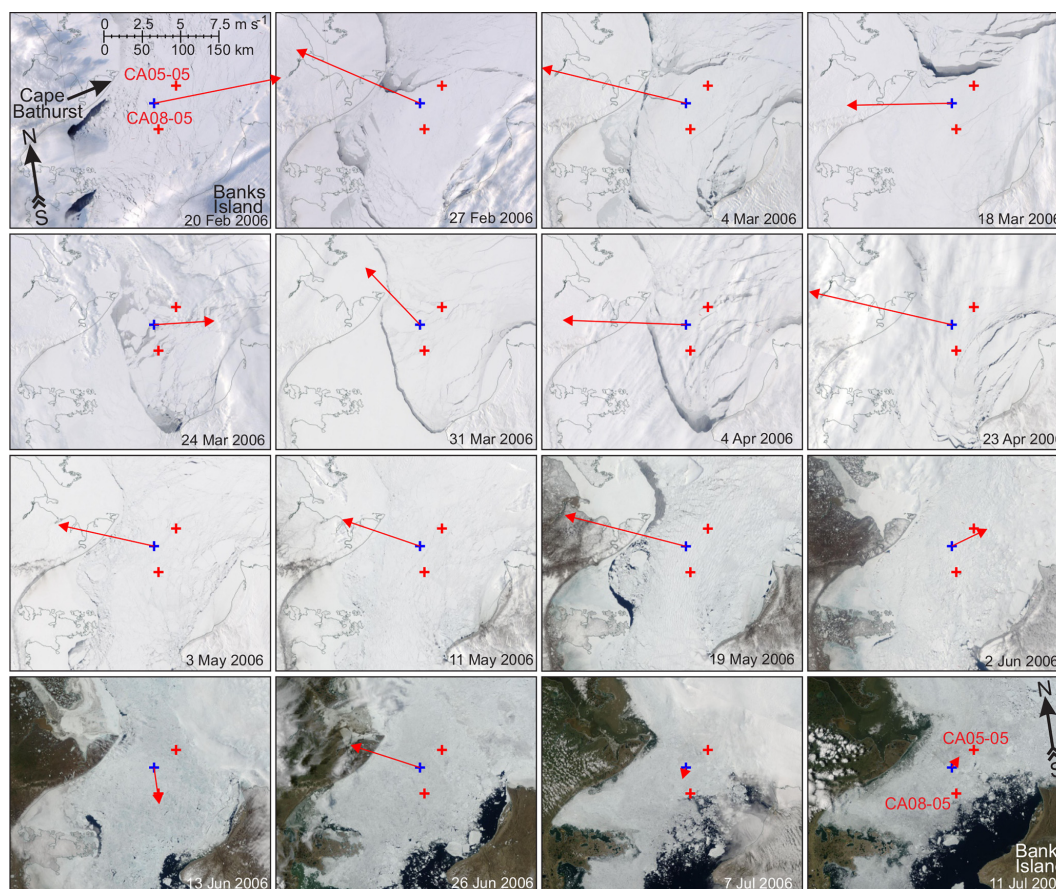 0 2.5 5 7.5 m s⁻¹
0 50 100 150 km
CA05-05
Cape
Bathurst
CA08-05
N
S
Banks
Island
20 Feb 2006
27 Feb 2006
4 Mar 2006
18 Mar 2006
24 Mar 2006
31 Mar 2006
4 Apr 2006
23 Apr 2006
3 May 2006
11 May 2006
19 May 2006
2 Jun 2006
13 Jun 2006
26 Jun 2006
7 Jul 2006
N
CA05-05
S
CA08-05
Banks
Island
11 Jul 2006